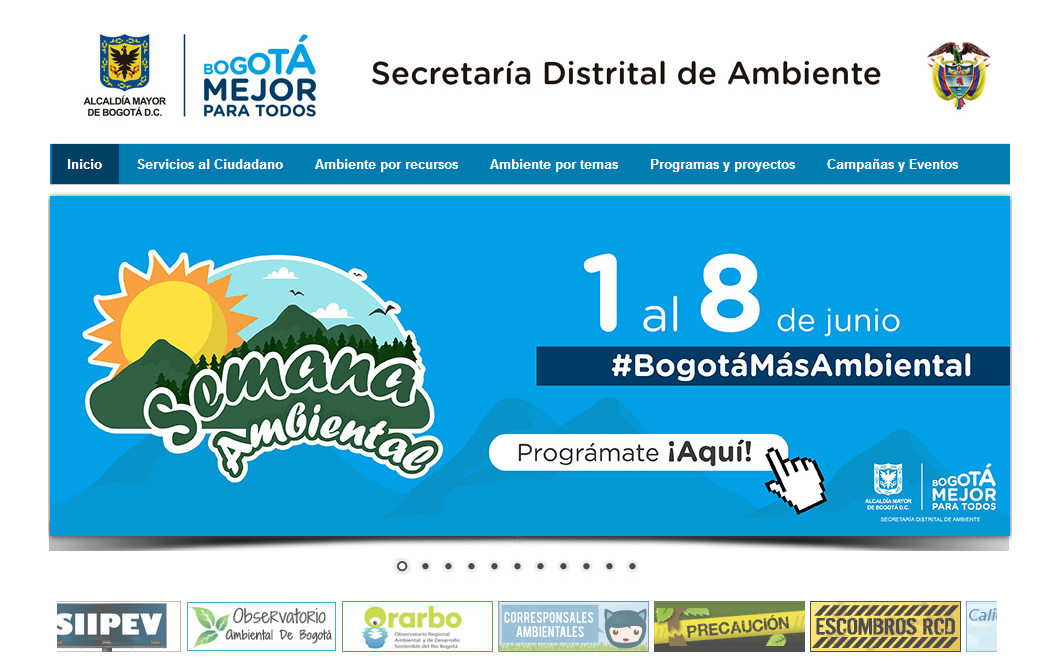 ALCALDÍA MAYOR
DE BOGOTÁ D.C.
BOGOTÁ
MEJOR
PARA TODOS
Secretaría Distrital de Ambiente
Inicio
Servicios al Ciudadano
Ambiente por recursos
Ambiente por temas
Programas y proyectos
Campañas y Eventos
Semana
Ambiental
1 al 8 de junio
#BogotáMásAmbiental
Prográmate ¡Aquí!
ALCALDÍA MAYOR
DE BOGOTÁ D.C.
BOGOTÁ
MEJOR
PARA TODOS
SECRETARÍA DISTRITAL DE AMBIENTE
SIIPEV
Observatorio
Ambiental De Bogotá
Orarbo
Observatorio Regional
Ambiental y de Desarrollo
Sostenible del Río Bogotá
CORRESPONSALES
AMBIENTALES
PRECAUCIÓN
ESCOMBROS RCD